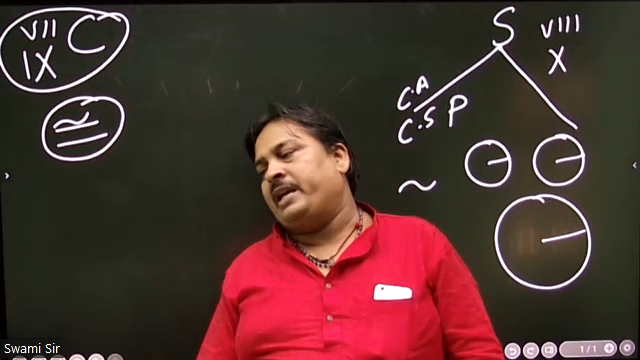 VII C
IX
≅
S VIII
X
C.A
C.S P
~
Swami Sir
1/1